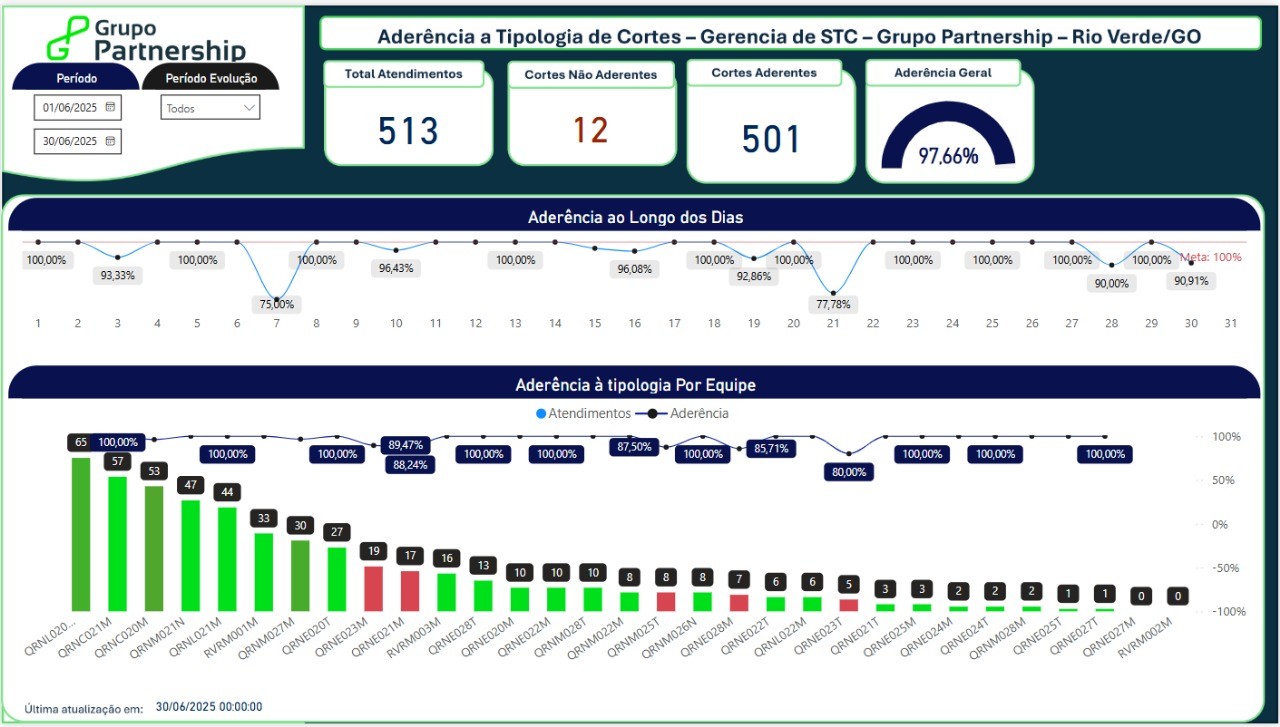 Grupo
Partnership
Aderência a Tipologia de Cortes – Gerencia de STC – Grupo Partnership – Rio Verde/GO
Período
Período Evolução
01/06/2025
Todos
30/06/2025
Total Atendimentos
Cortes Não Aderentes
Cortes Aderentes
Aderência Geral
513
12
501
97,66%
Aderência ao Longo dos Dias
100,00% 93,33% 100,00% 75,00% 100,00% 96,43% 100,00% 96,08% 100,00% 92,86% 100,00% 77,78% 100,00% 100,00% 100,00% 90,00% 100,00% 90,91%
Meta: 100%
1 2 3 4 5 6 7 8 9 10 11 12 13 14 15 16 17 18 19 20 21 22 23 24 25 26 27 28 29 30 31
Aderência à tipologia Por Equipe
Atendimentos Aderência
100,00% 100,00% 100,00% 89,47% 88,24% 100,00% 100,00% 87,50% 100,00% 85,71% 80,00% 100,00% 100,00% 100,00%
65 57 53 47 44 33 30 27 19 17 16 13 10 10 10 8 8 8 7 6 6 5 3 3 2 2 2 1 1 0 0
100%
50%
0%
-50%
-100%
QRNL020... QRNC021M QRNC020M QRNM021N QRNL021M RVRM001M QRNM027M QRNE020T QRNE023M QRNE021M RVRM003M QRNE028T QRNE020M QRNE022M QRNM028T QRNM022M QRNM025T QRNM026N QRNE028M QRNE022T QRNL022M QRNE023T QRNE021T QRNE025M QRNE024M QRNE024T QRNM028M QRNE025T QRNE027T QRNE027M RVRM002M
Última atualização em: 30/06/2025 00:00:00